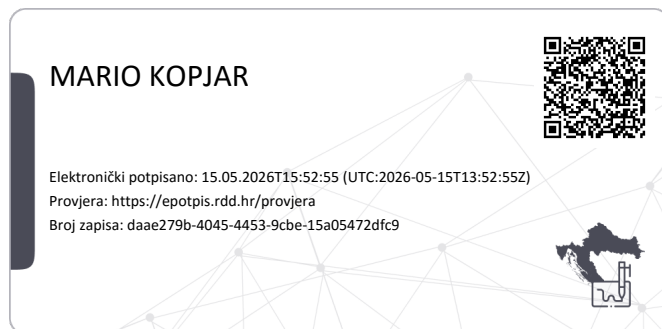 MARIO KOPJAR
Elektronički potpisano: 15.05.2026T15:52:55 (UTC:2026-05-15T13:52:55Z)
Provjera: https://epotpis.rdd.hr/provjera
Broj zapisa: daae279b-4045-4453-9cbe-15a05472dfc9